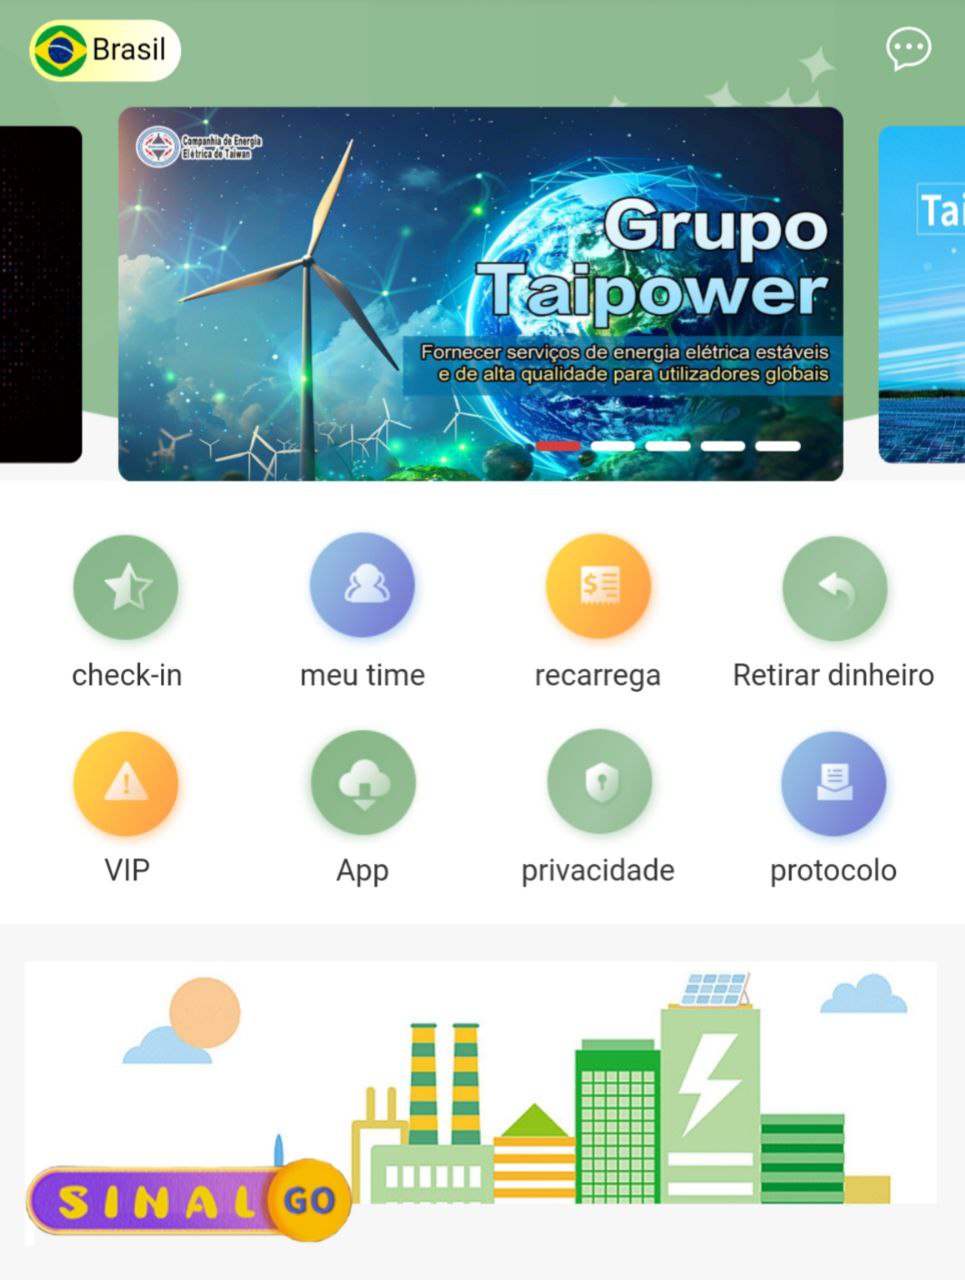 Brasil
Companhia de Energia
Elétrica de Taiwan
Grupo
Taipower
Fornecer serviços de energia elétrica estáveis
e de alta qualidade para utilizadores globais
Tai
check-in
meu time
recarrega
Retirar dinheiro
VIP
App
privacidade
protocolo
SINAL GO